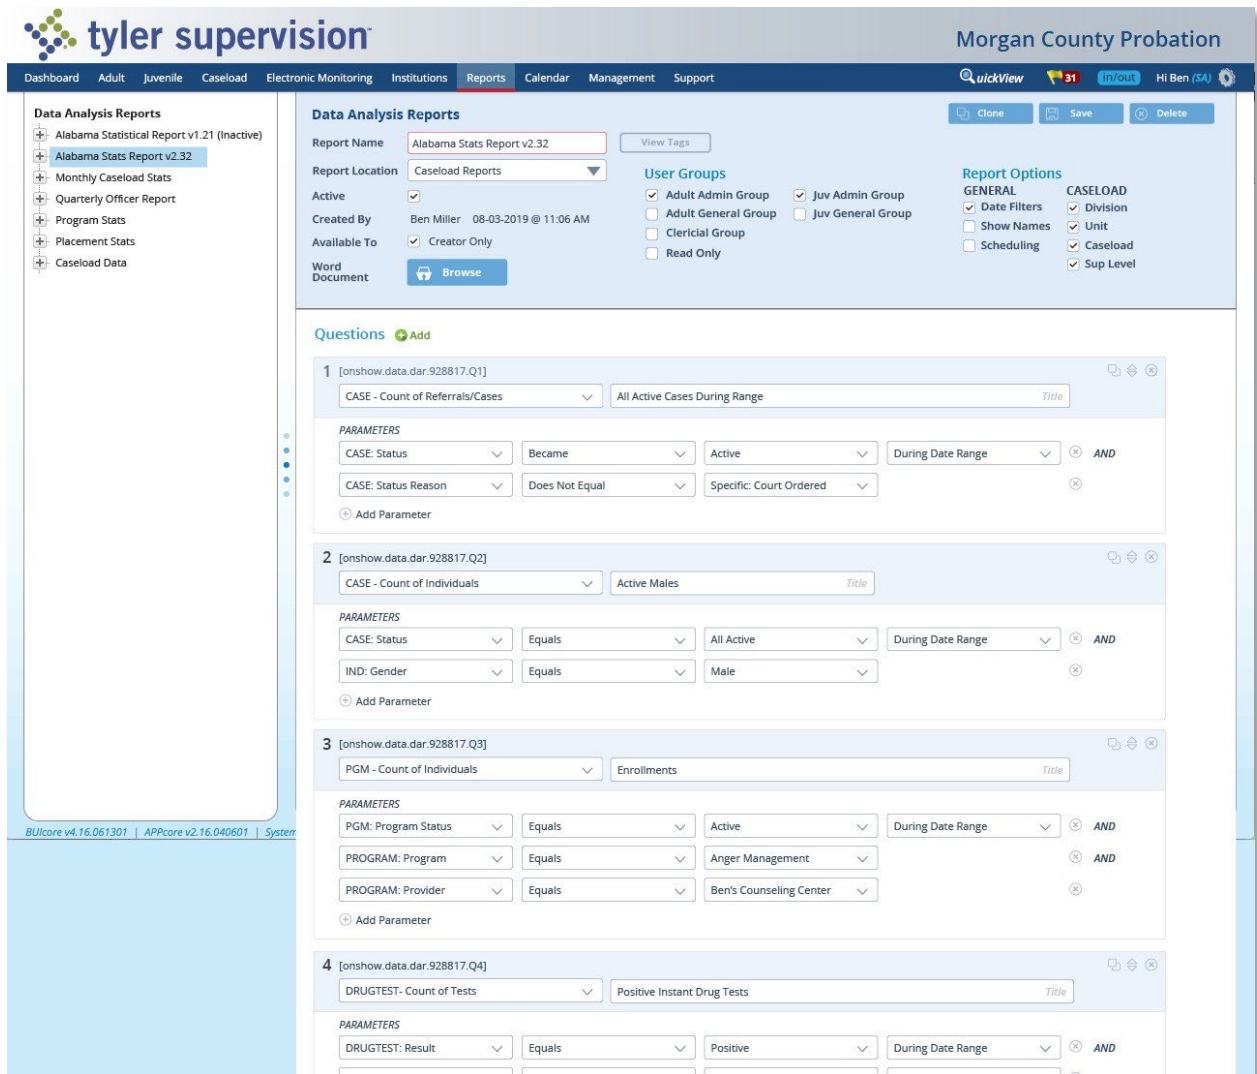 tyler supervision
Morgan County Probation
Dashboard Adult Juvenile Caseload Electronic Monitoring Institutions Reports Calendar Management Support QuickView 31 in/out Hi Ben (SA)
Data Analysis Reports
Alabama Statistical Report v1.21 (Inactive)
Alabama Stats Report v2.32
Monthly Caseload Stats
Quarterly Officer Report
Program Stats
Placement Stats
Caseload Data
BUIcore v4.16.061301 | APPcore v2.16.040601 | System
Data Analysis Reports
Clone Save Delete
Report Name Alabama Stats Report v2.32 View Tags
Report Location Caseload Reports
Active
Created By Ben Miller 08-03-2019 @ 11:06 AM
Available To Creator Only
Word Document Browse
User Groups
Adult Admin Group Juv Admin Group
Adult General Group Juv General Group
Clericial Group
Read Only
Report Options
GENERAL CASELOAD
Date Filters Division
Show Names Unit
Scheduling Caseload
Sup Level
Questions Add
1 [onshow.data.dar.928817.Q1]
CASE - Count of Referrals/Cases All Active Cases During Range Title
PARAMETERS
CASE: Status Became Active During Date Range AND
CASE: Status Reason Does Not Equal Specific: Court Ordered
Add Parameter
2 [onshow.data.dar.928817.Q2]
CASE - Count of Individuals Active Males Title
PARAMETERS
CASE: Status Equals All Active During Date Range AND
IND: Gender Equals Male
Add Parameter
3 [onshow.data.dar.928817.Q3]
PGM - Count of Individuals Enrollments Title
PARAMETERS
PGM: Program Status Equals Active During Date Range AND
PROGRAM: Program Equals Anger Management AND
PROGRAM: Provider Equals Ben's Counseling Center
Add Parameter
4 [onshow.data.dar.928817.Q4]
DRUGTEST- Count of Tests Positive Instant Drug Tests Title
PARAMETERS
DRUGTEST: Result Equals Positive During Date Range AND